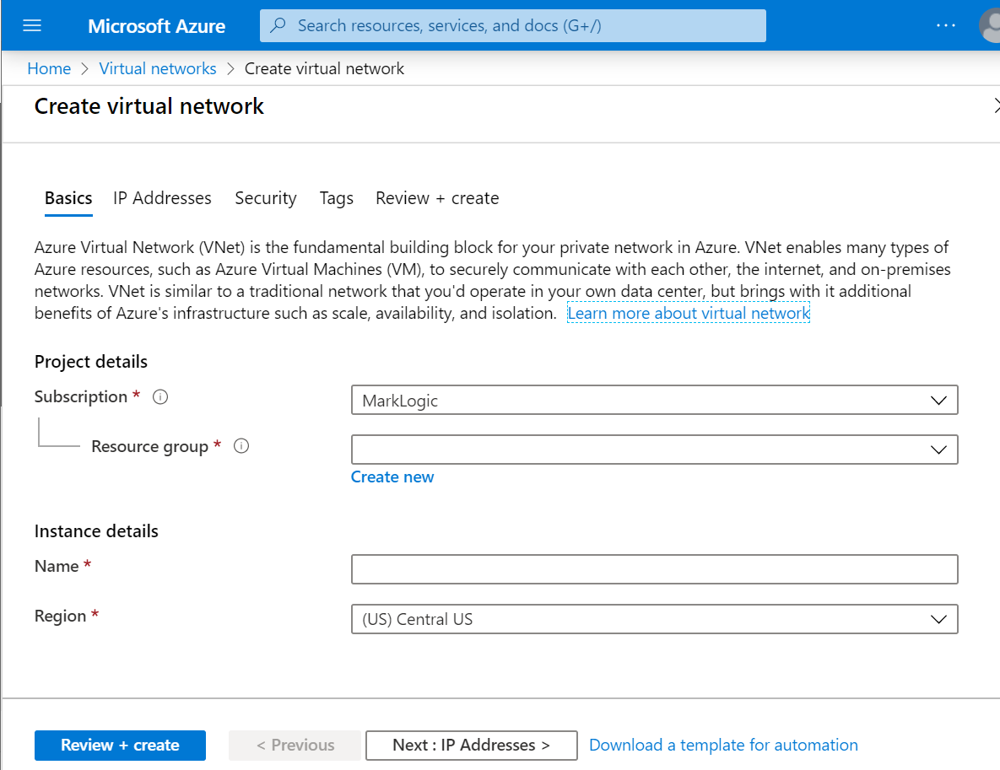 Microsoft Azure
Search resources, services, and docs (G+/)
Home > Virtual networks > Create virtual network
Create virtual network
Basics IP Addresses Security Tags Review + create
Azure Virtual Network (VNet) is the fundamental building block for your private network in Azure. VNet enables many types of
Azure resources, such as Azure Virtual Machines (VM), to securely communicate with each other, the internet, and on-premises
networks. VNet is similar to a traditional network that you'd operate in your own data center, but brings with it additional
benefits of Azure's infrastructure such as scale, availability, and isolation. Learn more about virtual network
Project details
Subscription * MarkLogic
Resource group *
Create new
Instance details
Name *
Region * (US) Central US
Review + create < Previous Next : IP Addresses > Download a template for automation